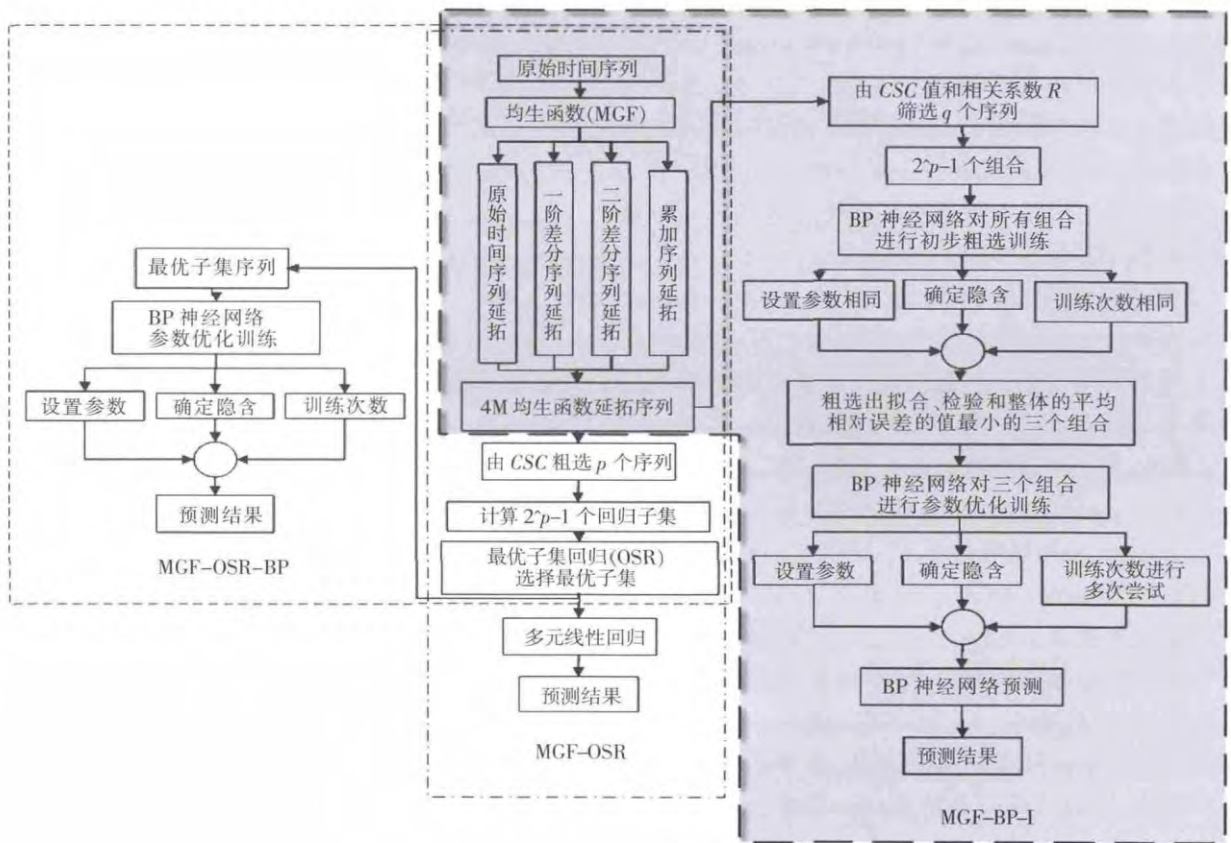 原始时间序列
均生函数(MGF)
原始时间序列延拓
一阶差分序列延拓
二阶差分序列延拓
累加序列延拓
4M 均生函数延拓序列
由 CSC 粗选 p 个序列
计算 2^p-1 个回归子集
最优子集回归(OSR)
选择最优子集
多元线性回归
预测结果
MGF-OSR
最优子集序列
BP 神经网络
参数优化训练
设置参数
确定隐含
训练次数
预测结果
MGF-OSR-BP
由 CSC 值和相关系数 R
筛选 q 个序列
2^p-1 个组合
BP 神经网络对所有组合
进行初步粗选训练
设置参数相同
确定隐含
训练次数相同
粗选出拟合、检验和整体的平均
相对误差的值最小的三个组合
BP 神经网络对三个组合
进行参数优化训练
设置参数
确定隐含
训练次数进行
多次尝试
BP 神经网络预测
预测结果
MGF-BP-I